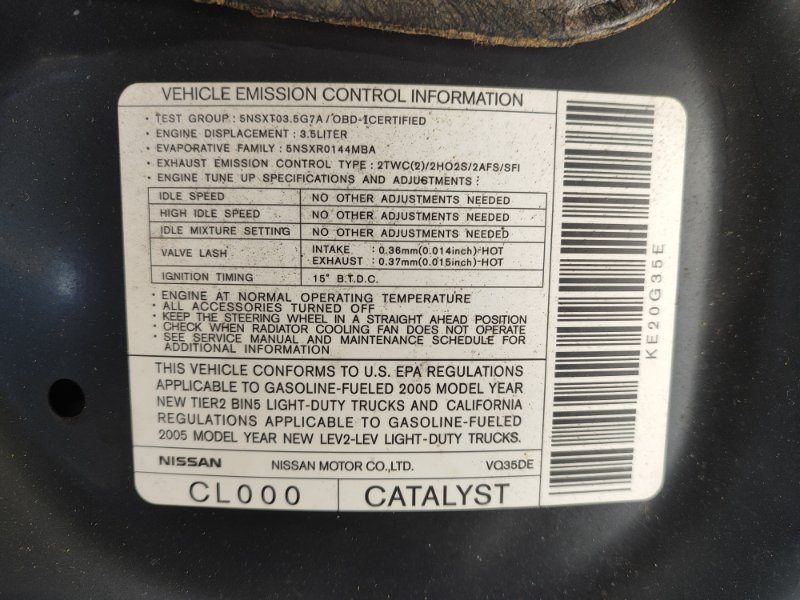 VEHICLE EMISSION CONTROL INFORMATION
・TEST GROUP : 5NSXT03.5G7A / OBD-ⅠCERTIFIED
・ENGINE DISPLACEMENT : 3.5LITER
・EVAPORATIVE FAMILY : 5NSXR0144MBA
・EXHAUST EMISSION CONTROL TYPE : 2TWC(2)/2HO2S/2AFS/SFI
・ENGINE TUNE UP SPECIFICATIONS AND ADJUSTMENTS :
IDLE SPEED NO OTHER ADJUSTMENTS NEEDED
HIGH IDLE SPEED NO OTHER ADJUSTMENTS NEEDED
IDLE MIXTURE SETTING NO OTHER ADJUSTMENTS NEEDED
VALVE LASH INTAKE : 0.36mm(0.014inch)-HOT
EXHAUST : 0.37mm(0.015inch)-HOT
IGNITION TIMING 15° B.T.D.C.
・ENGINE AT NORMAL OPERATING TEMPERATURE
・ALL ACCESSORIES TURNED OFF
・KEEP THE STEERING WHEEL IN A STRAIGHT AHEAD POSITION
・CHECK WHEN RADIATOR COOLING FAN DOES NOT OPERATE
・SEE SERVICE MANUAL AND MAINTENANCE SCHEDULE FOR
ADDITIONAL INFORMATION
THIS VEHICLE CONFORMS TO U.S. EPA REGULATIONS
APPLICABLE TO GASOLINE-FUELED 2005 MODEL YEAR
NEW TIER2 BIN5 LIGHT-DUTY TRUCKS AND CALIFORNIA
REGULATIONS APPLICABLE TO GASOLINE-FUELED
2005 MODEL YEAR NEW LEV2-LEV LIGHT-DUTY TRUCKS.
NISSAN NISSAN MOTOR CO.,LTD. VQ35DE
CL000 CATALYST
KE20G35E